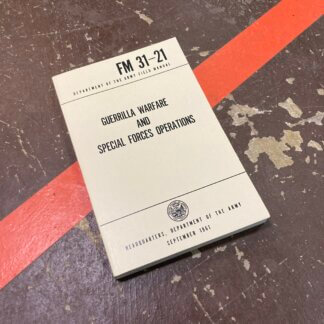 FM 31-21
DEPARTMENT OF THE ARMY FIELD MANUAL
GUERRILLA WARFARE
AND
SPECIAL FORCES OPERATIONS
HEADQUARTERS, DEPARTMENT OF THE ARMY
SEPTEMBER 1961